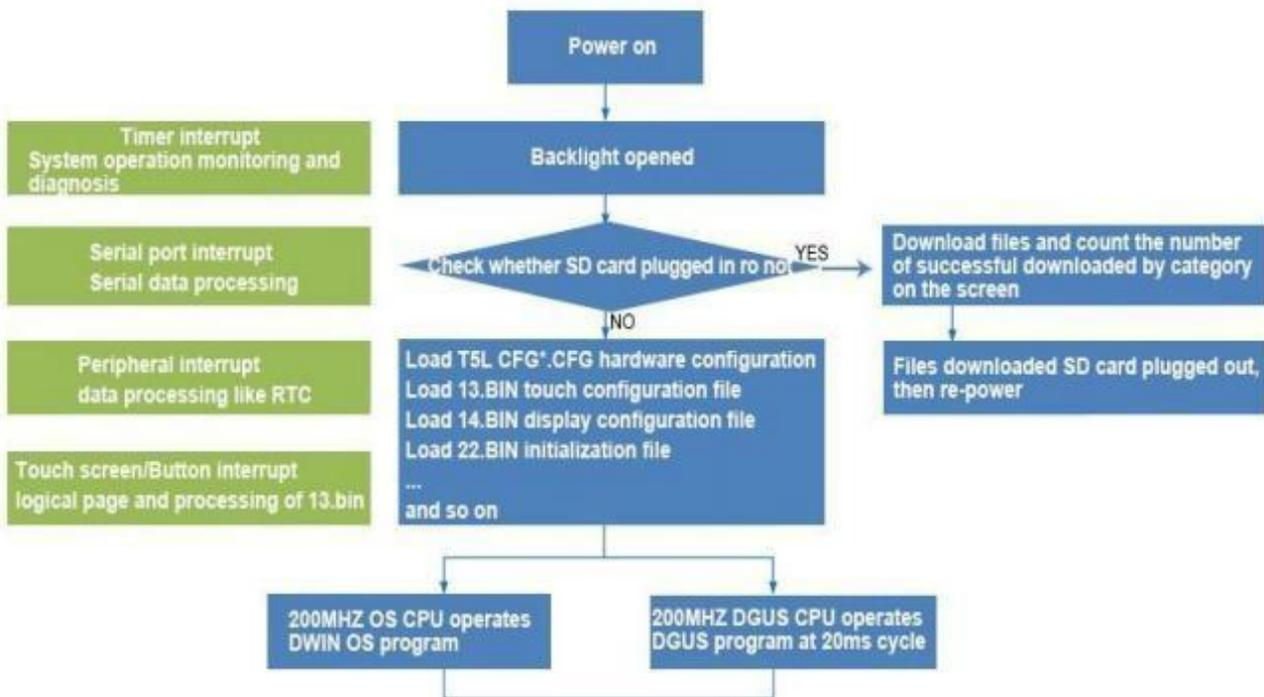 Power on
Timer interrupt
System operation monitoring and
diagnosis
Backlight opened
Serial port interrupt
Serial data processing
Check whether SD card plugged in ro not
YES
Download files and count the number
of successful downloaded by category
on the screen
NO
Peripheral interrupt
data processing like RTC
Load T5L CFG*.CFG hardware configuration
Load 13.BIN touch configuration file
Load 14.BIN display configuration file
Load 22.BIN initialization file
...
and so on
Files downloaded SD card plugged out,
then re-power
Touch screen/Button interrupt
logical page and processing of 13.bin
200MHZ OS CPU operates
DWIN OS program
200MHZ DGUS CPU operates
DGUS program at 20ms cycle